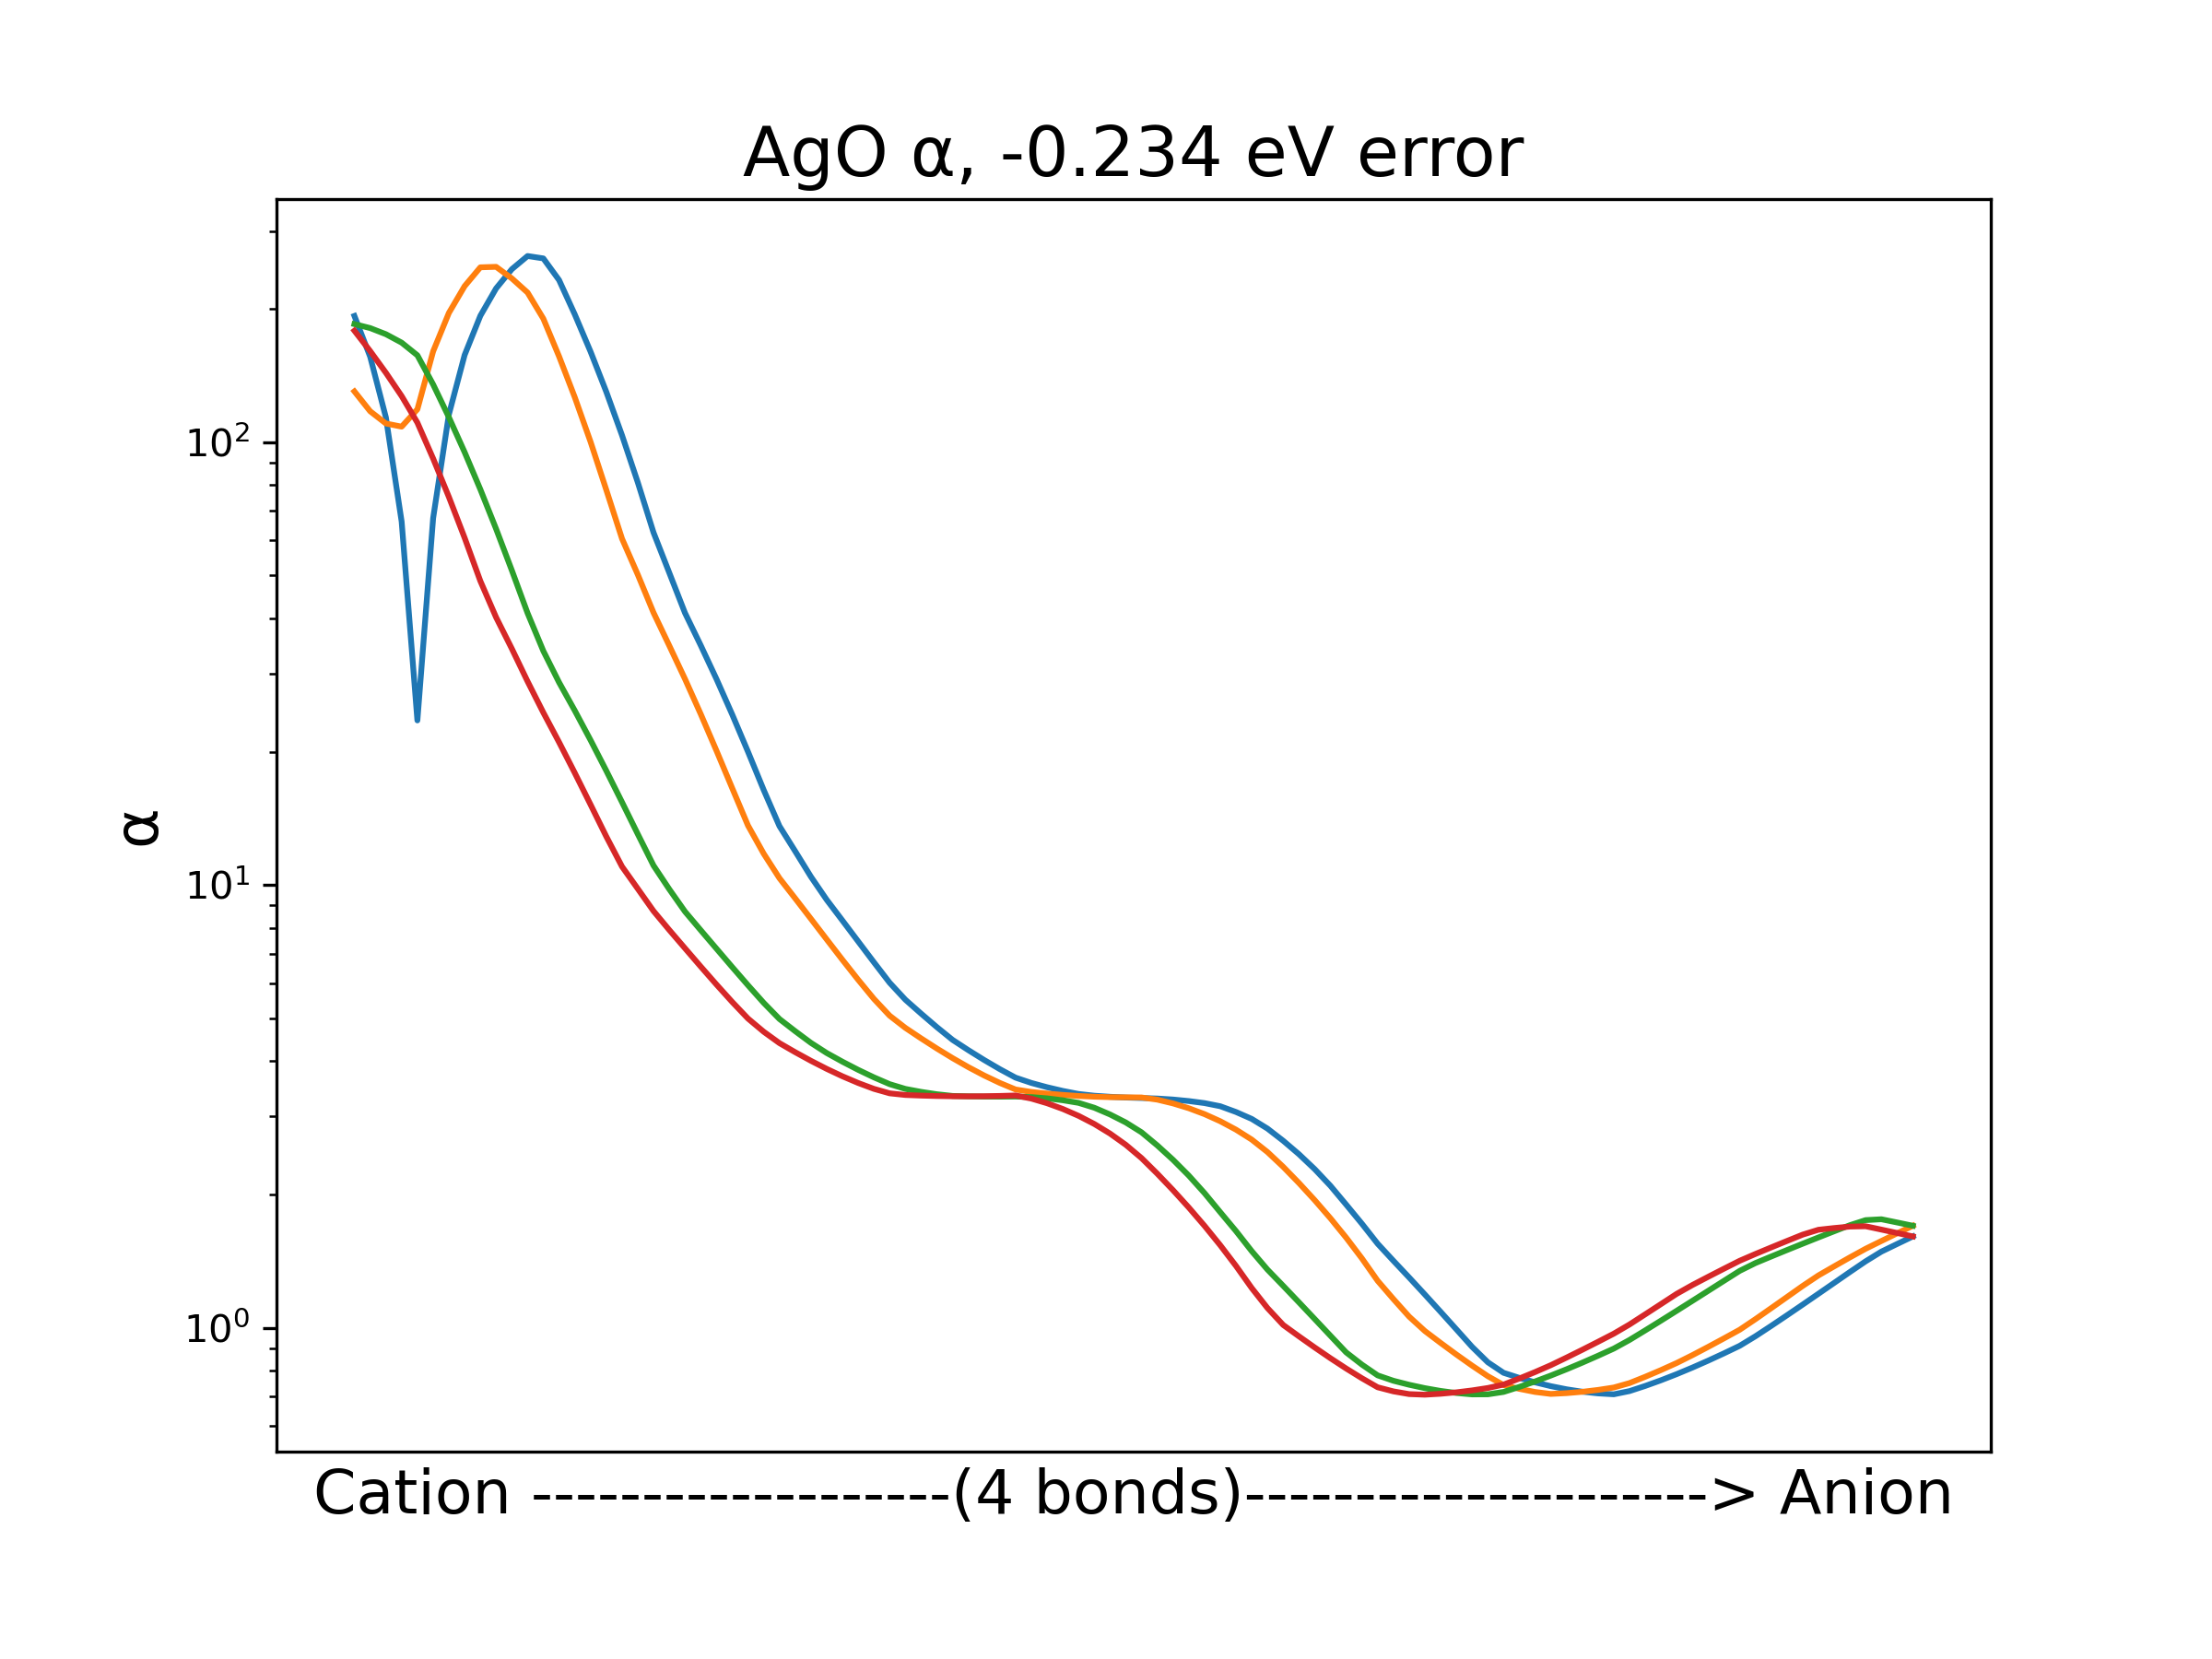 AgO α, -0.234 eV error
α
10²
10¹
10⁰
Cation -------------------(4 bonds)---------------------> Anion